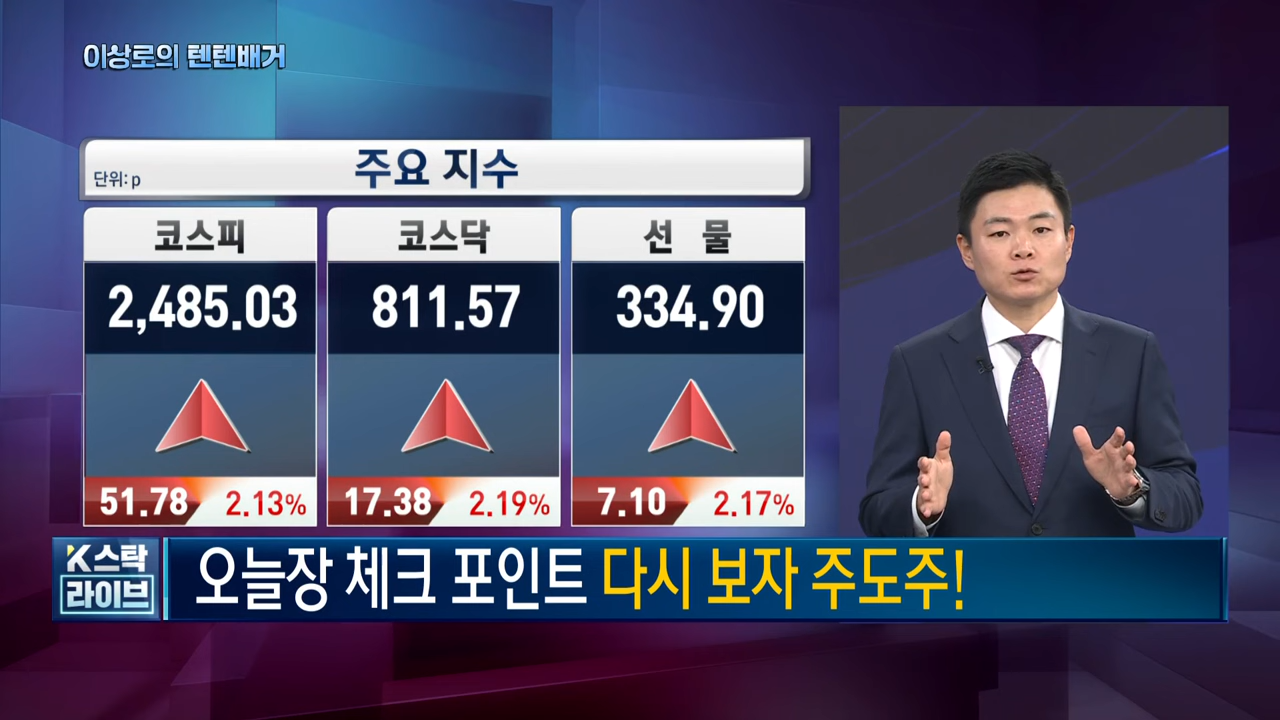 이상로의 텐텐배거
주요 지수
단위: p
코스피
코스닥
선 물
2,485.03
811.57
334.90
51.78 2.13%
17.38 2.19%
7.10 2.17%
K스탁
라이브
오늘장 체크 포인트 다시 보자 주도주!